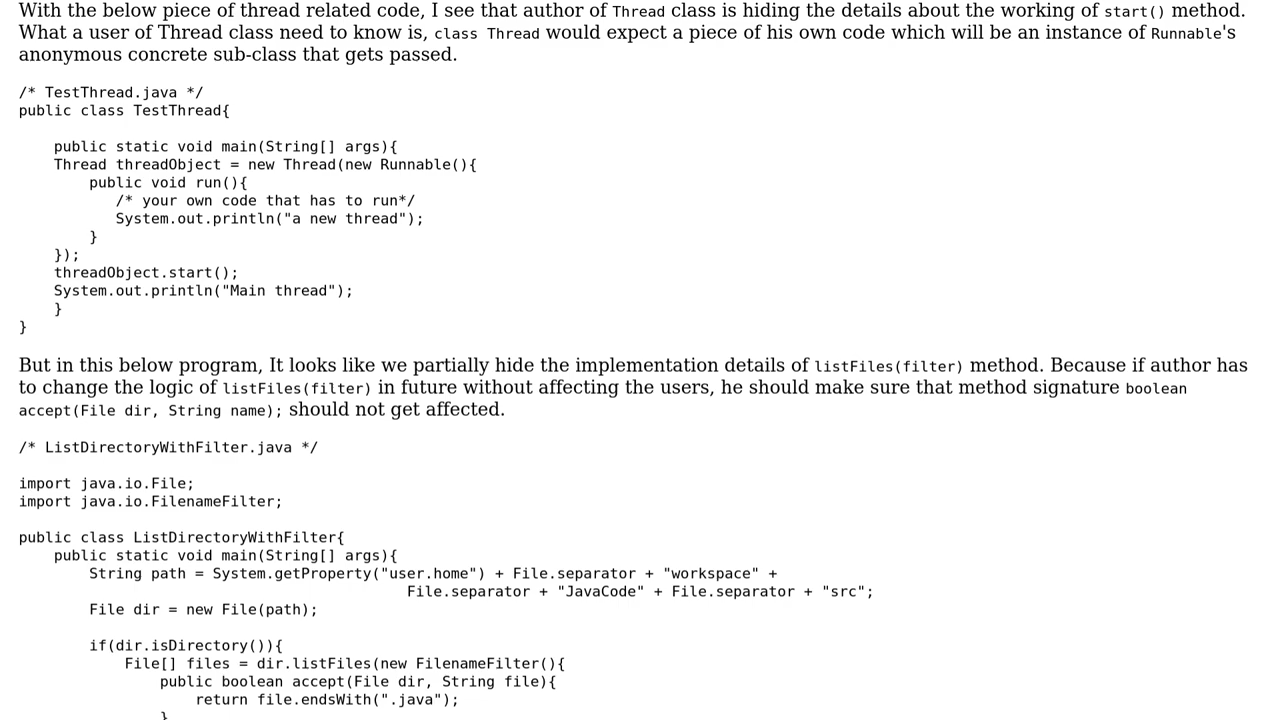 With the below piece of thread related code, I see that author of Thread class is hiding the details about the working of start() method.
What a user of Thread class need to know is, class Thread would expect a piece of his own code which will be an instance of Runnable's
anonymous concrete sub-class that gets passed.
/* TestThread.java */
public class TestThread{
    public static void main(String[] args){
    Thread threadObject = new Thread(new Runnable(){
        public void run(){
           /* your own code that has to run*/
           System.out.println("a new thread");
        }
    });
    threadObject.start();
    System.out.println("Main thread");
    }
}
But in this below program, It looks like we partially hide the implementation details of listFiles(filter) method. Because if author has
to change the logic of listFiles(filter) in future without affecting the users, he should make sure that method signature boolean
accept(File dir, String name); should not get affected.
/* ListDirectoryWithFilter.java */
import java.io.File;
import java.io.FilenameFilter;
public class ListDirectoryWithFilter{
    public static void main(String[] args){
        String path = System.getProperty("user.home") + File.separator + "workspace" +
                                            File.separator + "JavaCode" + File.separator + "src";
        File dir = new File(path);
        if(dir.isDirectory()){
            File[] files = dir.listFiles(new FilenameFilter(){
                public boolean accept(File dir, String file){
                    return file.endsWith(".java");
                }